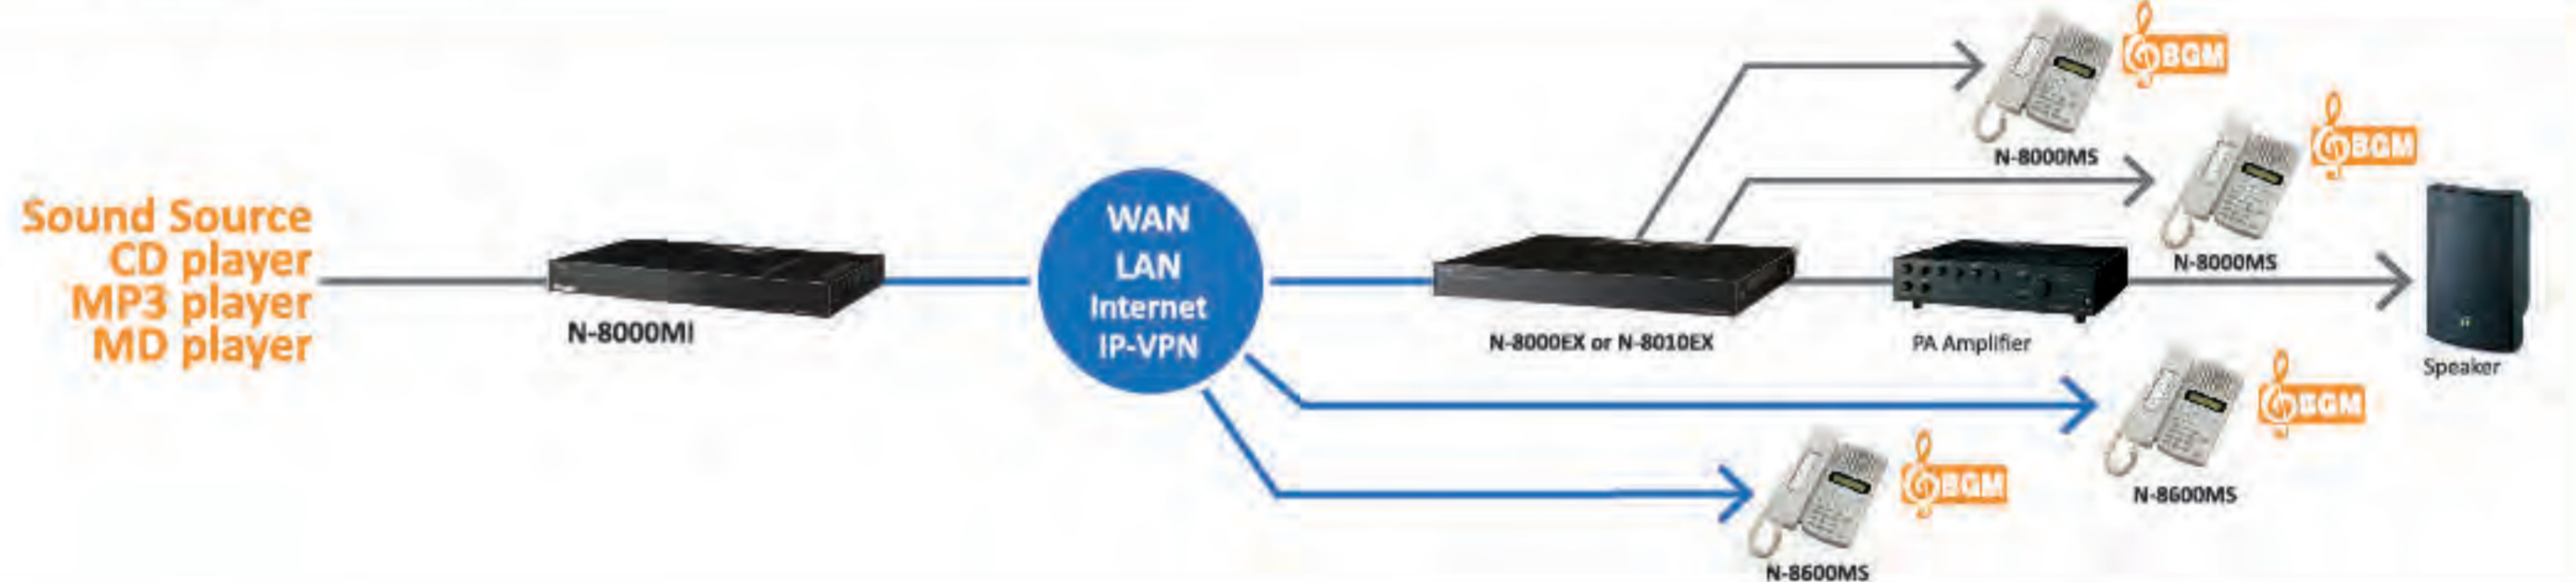 Sound Source
CD player
MP3 player
MD player
N-8000MI
WAN
LAN
Internet
IP-VPN
N-8000EX or N-8010EX
PA Amplifier
Speaker
N-8000MS
BGM
N-8000MS
BGM
N-8600MS
BGM
N-8600MS
BGM